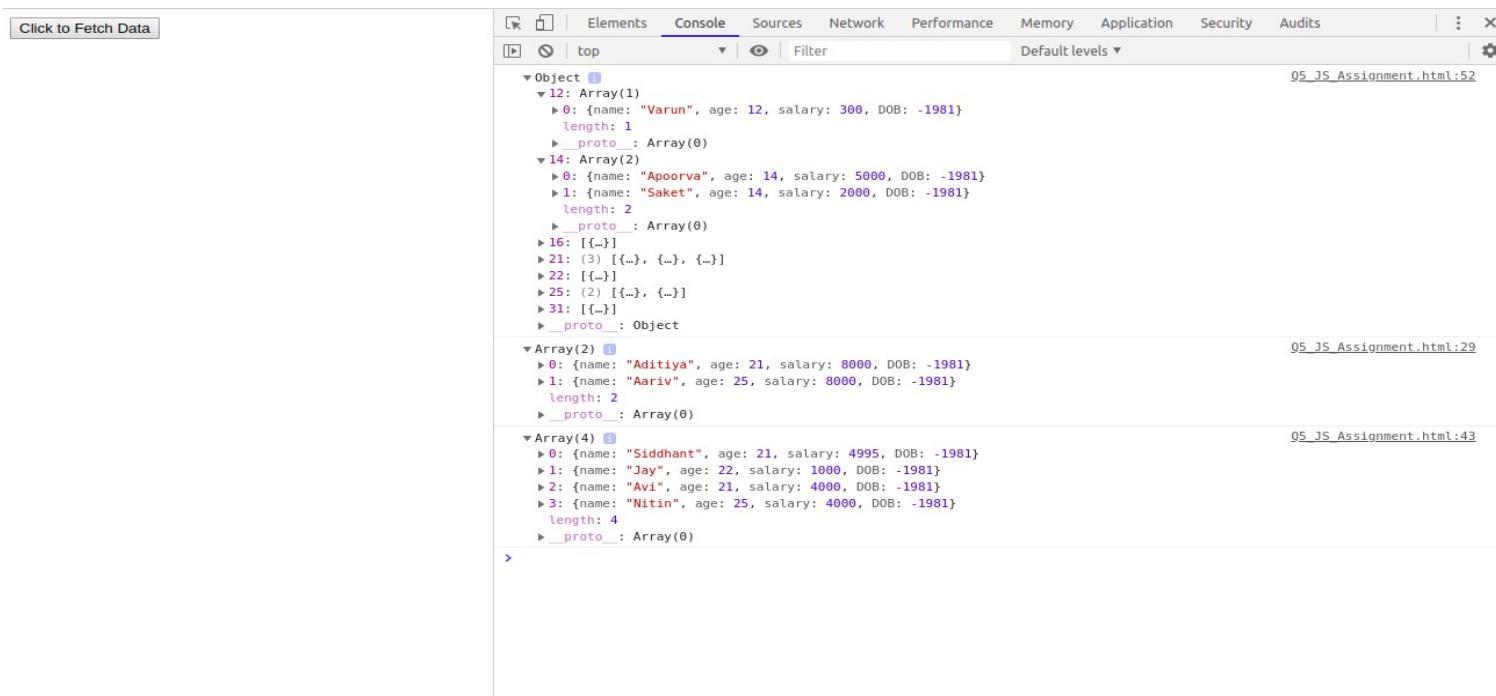 Click to Fetch Data
Elements Console Sources Network Performance Memory Application Security Audits
top Filter Default levels
Object i Q5_JS_Assignment.html:52
12: Array(1)
0: {name: "Varun", age: 12, salary: 300, DOB: -1981}
length: 1
__proto__: Array(0)
14: Array(2)
0: {name: "Apoorva", age: 14, salary: 5000, DOB: -1981}
1: {name: "Saket", age: 14, salary: 2000, DOB: -1981}
length: 2
__proto__: Array(0)
16: [{…}]
21: (3) [{…}, {…}, {…}]
22: [{…}]
25: (2) [{…}, {…}]
31: [{…}]
__proto__: Object
Array(2) i Q5_JS_Assignment.html:29
0: {name: "Aditiya", age: 21, salary: 8000, DOB: -1981}
1: {name: "Aariv", age: 25, salary: 8000, DOB: -1981}
length: 2
__proto__: Array(0)
Array(4) i Q5_JS_Assignment.html:43
0: {name: "Siddhant", age: 21, salary: 4995, DOB: -1981}
1: {name: "Jay", age: 22, salary: 1000, DOB: -1981}
2: {name: "Avi", age: 21, salary: 4000, DOB: -1981}
3: {name: "Nitin", age: 25, salary: 4000, DOB: -1981}
length: 4
__proto__: Array(0)